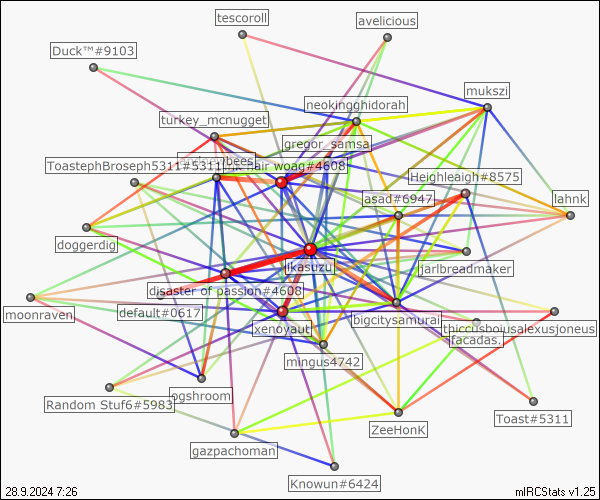 tescoroll
avelicious
Duck™#9103
mukszi
neokingghidorah
turkey_mcnugget
gregor_samsa
ToastephBroseph5311#5311
hair woag#4608
Heighleaigh#8575
asad#6947
lahnk
doggerdig
ikasuzu
jarlbreadmaker
disaster of passion#4608
moonraven
default#0617
bigcitysamurai
thiccusboiusalexusjoneus
xenoyaut
facadas.
mingus4742
Random Stuf6#5983
ogshroom
Toast#5311
ZeeHonK
gazpachoman
Knowun#6424
28.9.2024 7:26
mIRCStats v1.25